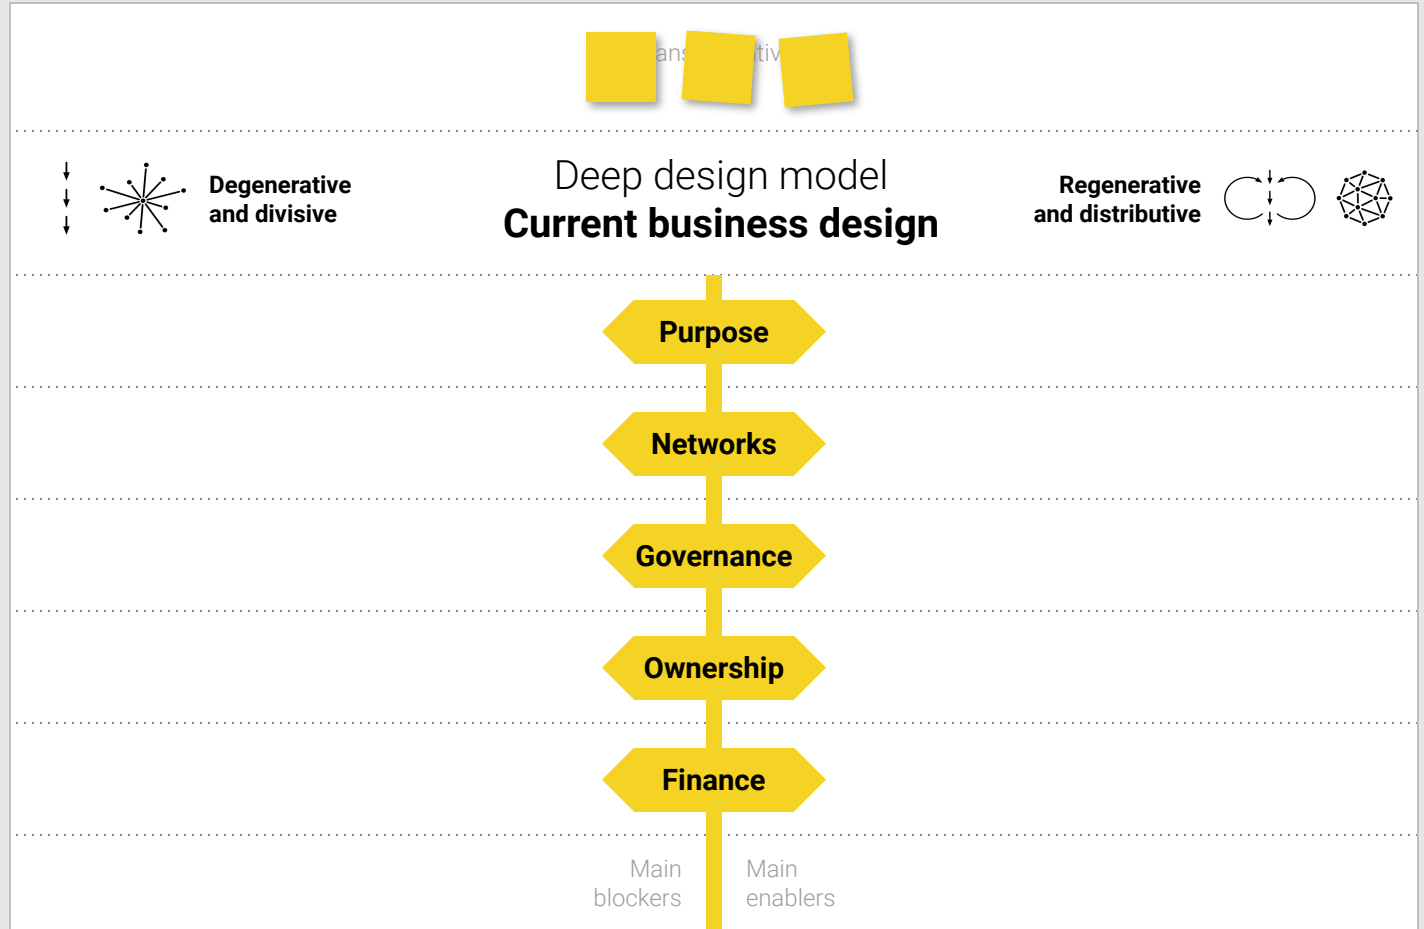 Degenerative
and divisive
Deep design model
Current business design
Regenerative
and distributive
Purpose
Networks
Governance
Ownership
Finance
Main
blockers
Main
enablers